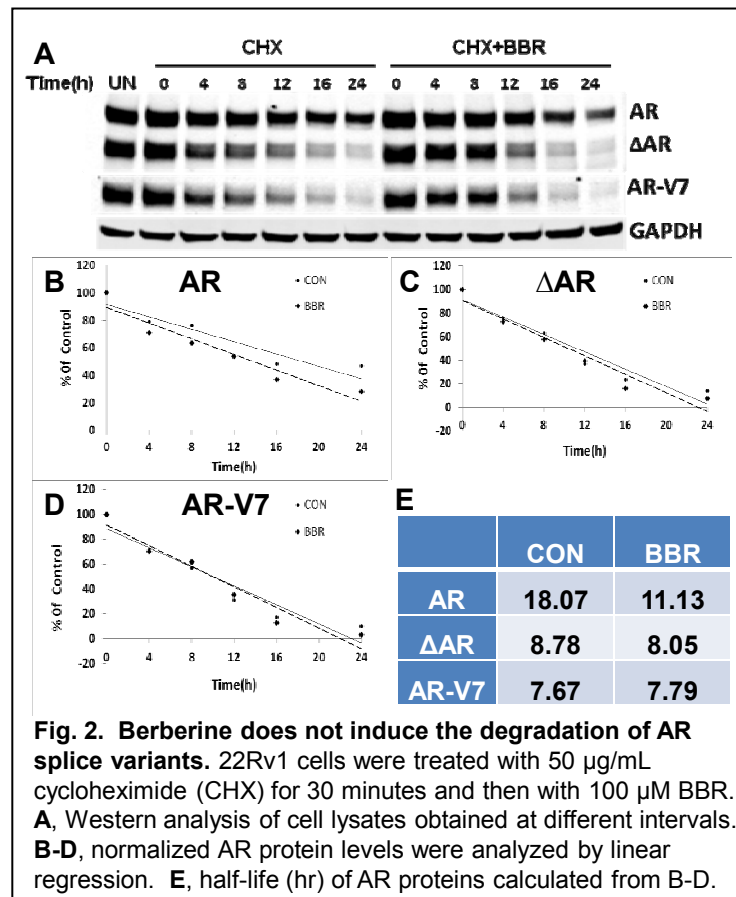 A
CHX CHX+BBR
Time(h) UN 0 4 8 12 16 24 0 4 8 12 16 24
AR
ΔAR
AR-V7
GAPDH
B AR
CON
BBR
% Of Control
120
100
80
60
40
20
0
0 4 8 12 16 20 24
Time(h)
C ΔAR
CON
BBR
% Of Control
120
100
80
60
40
20
0
-20
0 4 8 12 16 20 24
Time(h)
D AR-V7
CON
BBR
% Of Control
120
100
80
60
40
20
0
-20
0 4 8 12 16 20 24
Time(h)
E
CON BBR
AR 18.07 11.13
ΔAR 8.78 8.05
AR-V7 7.67 7.79
Fig. 2. Berberine does not induce the degradation of AR
splice variants. 22Rv1 cells were treated with 50 µg/mL
cycloheximide (CHX) for 30 minutes and then with 100 µM BBR.
A, Western analysis of cell lysates obtained at different intervals.
B-D, normalized AR protein levels were analyzed by linear
regression. E, half-life (hr) of AR proteins calculated from B-D.